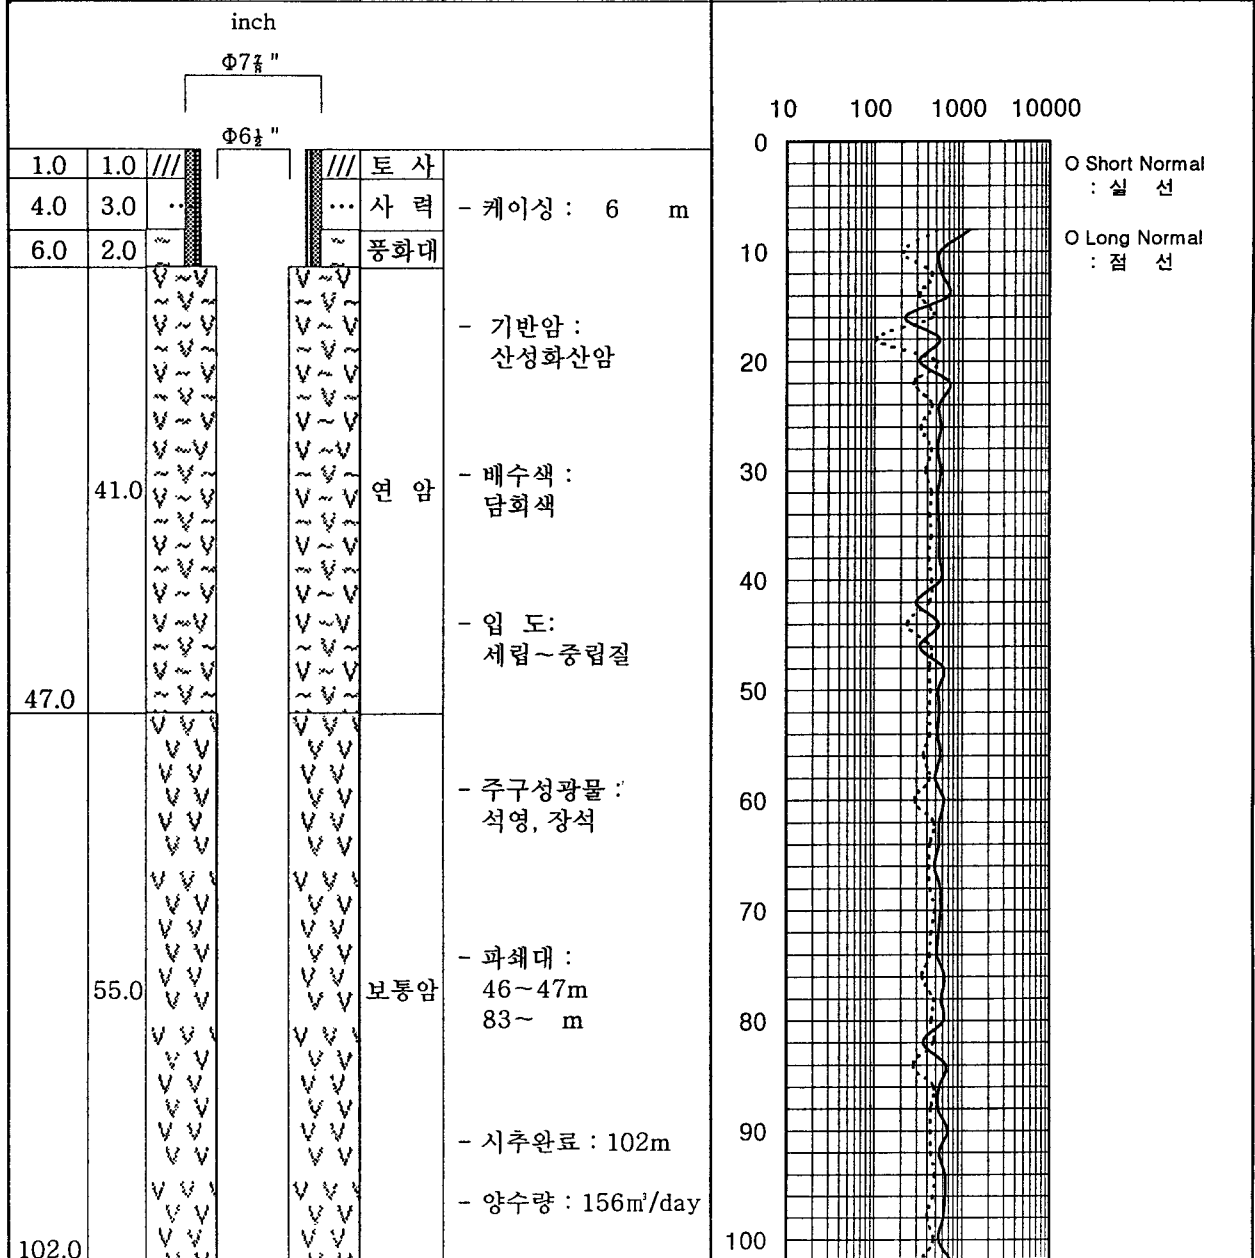 inch
Φ7⅞ "
Φ6½ "
1.0 1.0 토 사
4.0 3.0 사 력 - 케이싱 : 6 m
6.0 2.0 풍화대
- 기반암 :
산성화산암
41.0 연 암
- 배수색 :
담회색
- 입 도:
세립~중립질
47.0
- 주구성광물 :
석영, 장석
55.0 보통암
- 파쇄대 :
46~47m
83~ m
- 시추완료 : 102m
- 양수량 : 156㎥/day
102.0
10 100 1000 10000
0
10
20
30
40
50
60
70
80
90
100
O Short Normal
: 실 선
O Long Normal
: 점 선